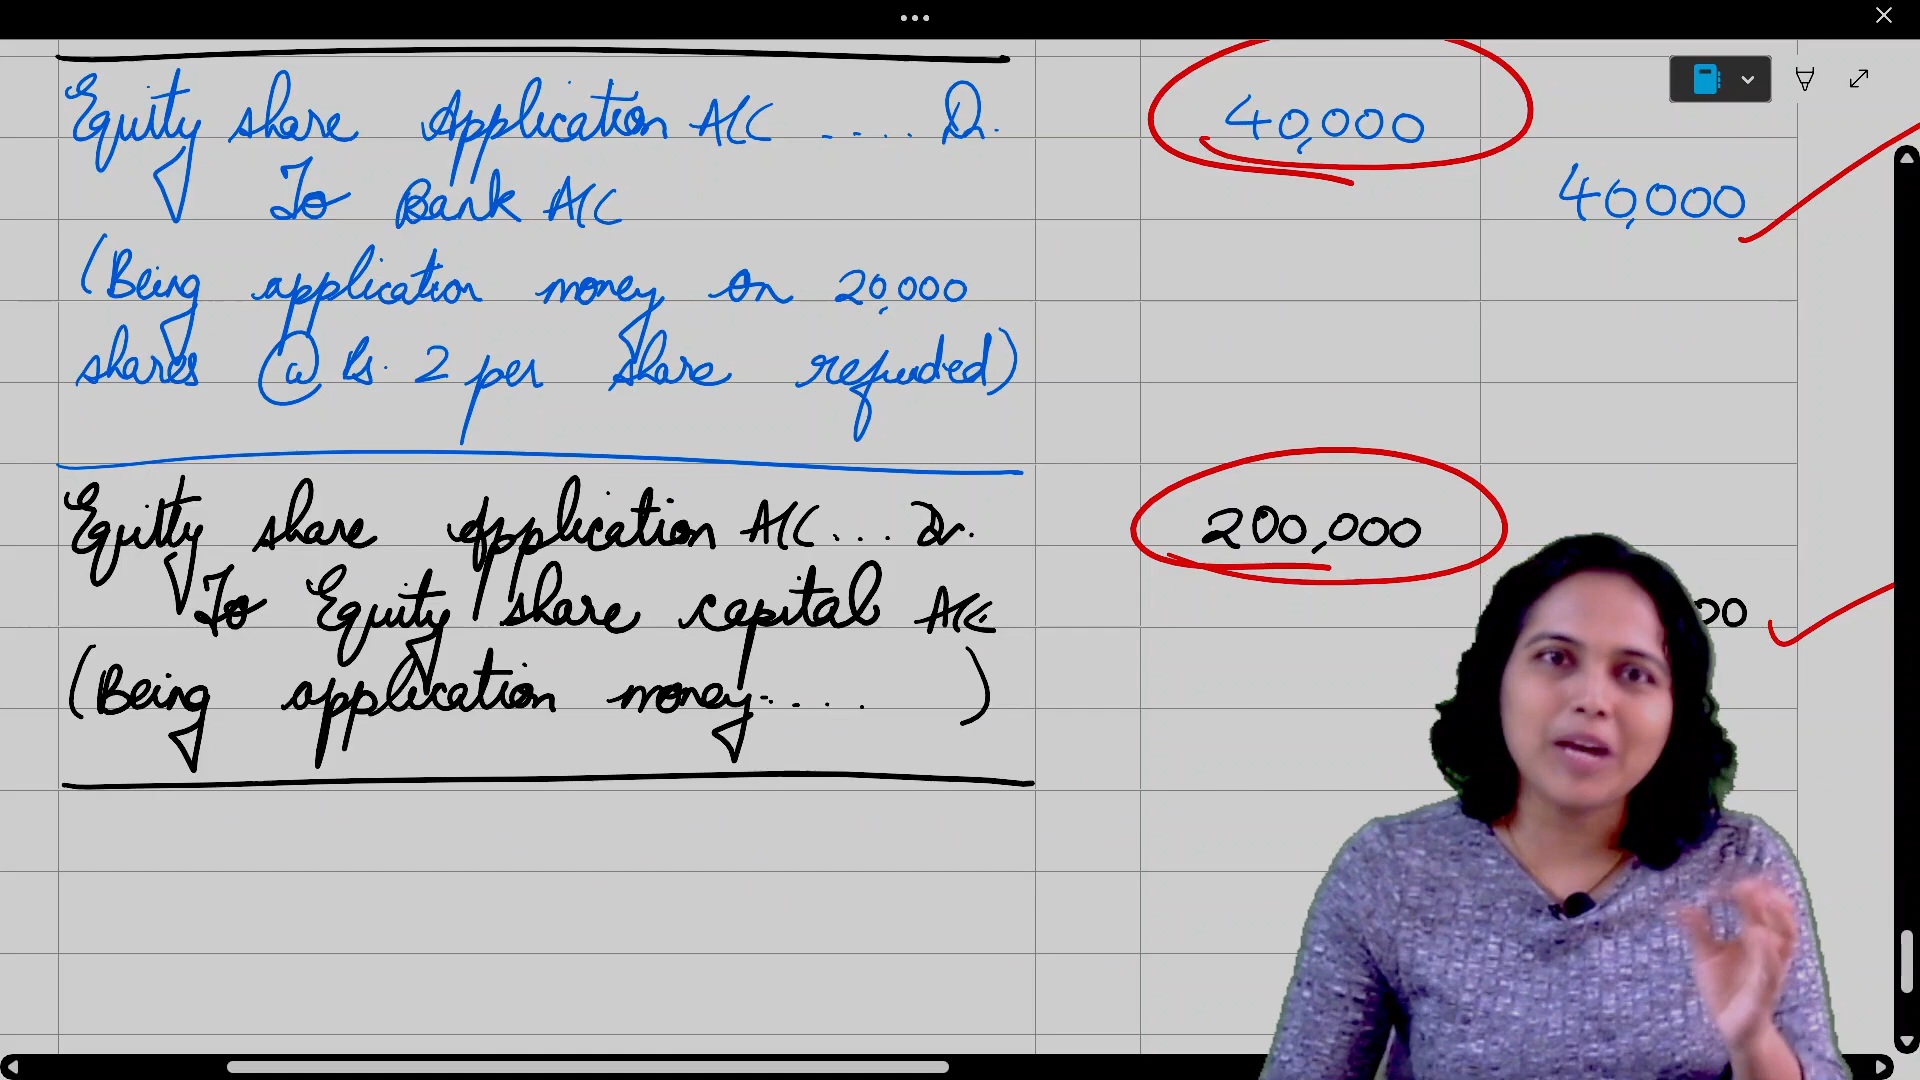 Equity share Application A/C .... Dr. 40,000
To Bank A/C 40,000
(Being application money on 20,000
shares @ Rs. 2 per share refunded)
Equity share application A/C... Dr. 200,000
To Equity share capital A/C
(Being application money.... )